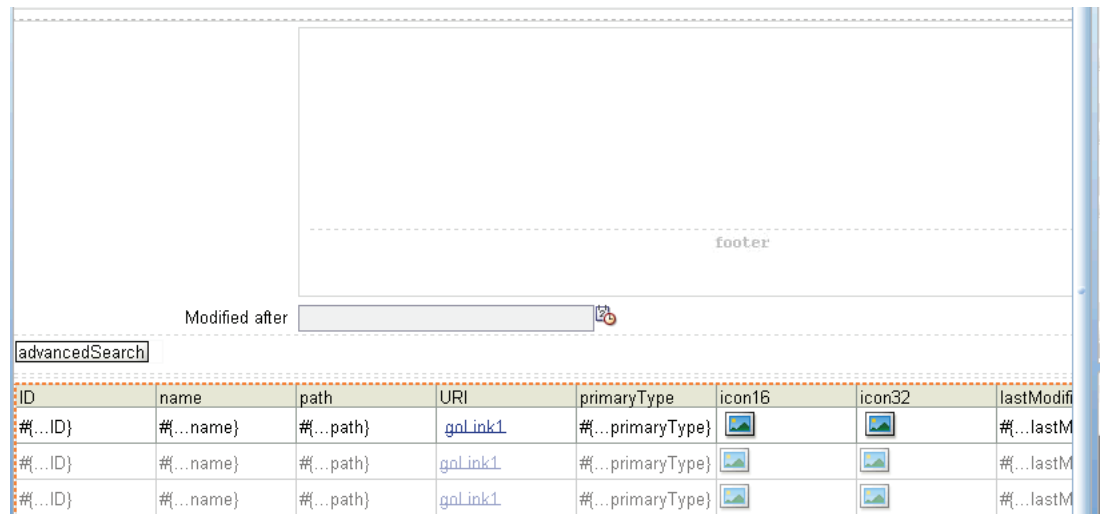 footer
Modified after
advancedSearch
ID name path URI primaryType icon16 icon32 lastModifi
#{...ID} #{...name} #{...path} goLink1 #{...primaryType} #{...lastM
#{...ID} #{...name} #{...path} goLink1 #{...primaryType} #{...lastM
#{...ID} #{...name} #{...path} goLink1 #{...primaryType} #{...lastM